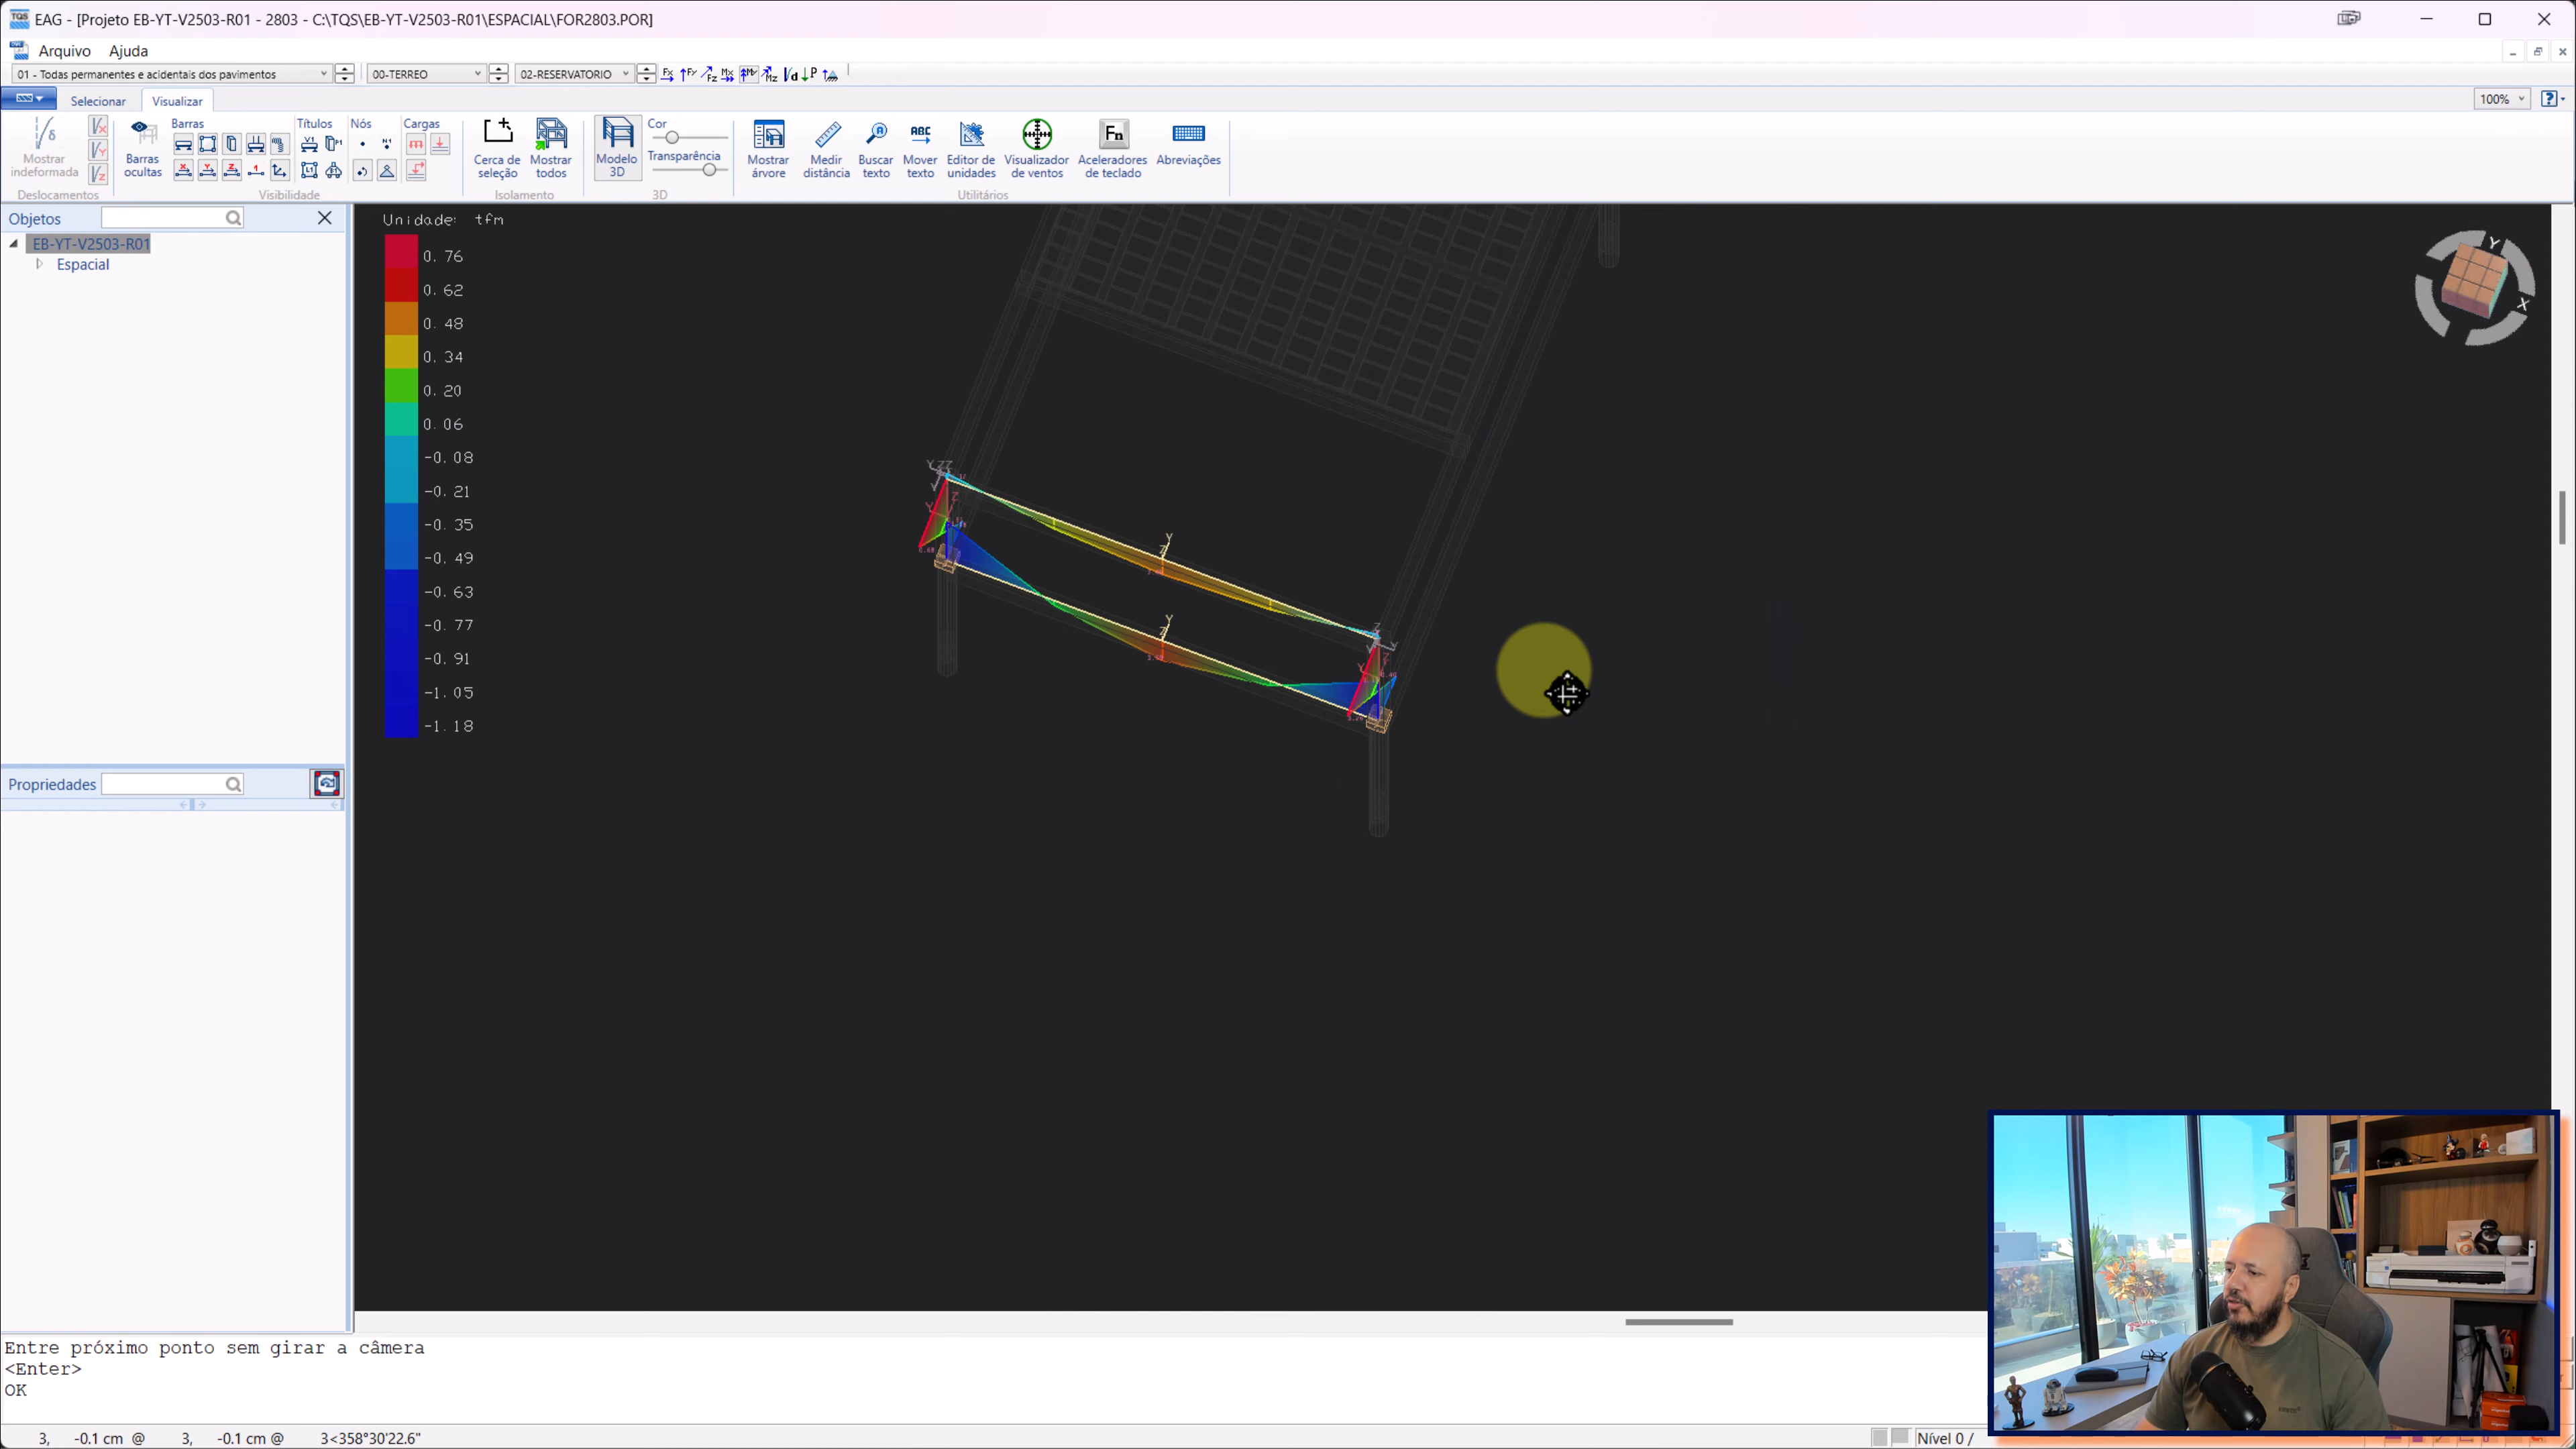 EAG - [Projeto EB-YT-V2503-R01 - 2803 - C:\TQS\EB-YT-V2503-R01\ESPACIAL\FOR2803.POR]
Arquivo Ajuda
01 - Todas permanentes e acidentais dos pavimentos 00-TERREO 02-RESERVATORIO Fx Fy Fz Mx My Mz
Selecionar Visualizar 100%
Barras Títulos Nós Cargas Cor
Transparência
Mostrar indeformada
Barras ocultas
Cerca de seleção
Mostrar todos
Modelo 3D
Mostrar árvore
Medir distância
Buscar texto
Mover texto
Editor de unidades
Visualizador de ventos
Aceleradores de teclado
Abreviações
Deslocamentos Visibilidade Isolamento 3D Utilitários
Objetos
EB-YT-V2503-R01
Espacial
Unidade: tfm
0.76
0.62
0.48
0.34
0.20
0.06
-0.08
-0.21
-0.35
-0.49
-0.63
-0.77
-0.91
-1.05
-1.18
Y
X
Propriedades
Entre próximo ponto sem girar a câmera
<Enter>
OK
3, -0.1 cm @ 3, -0.1 cm @ 3<358°30'22.6"
Nível 0 /